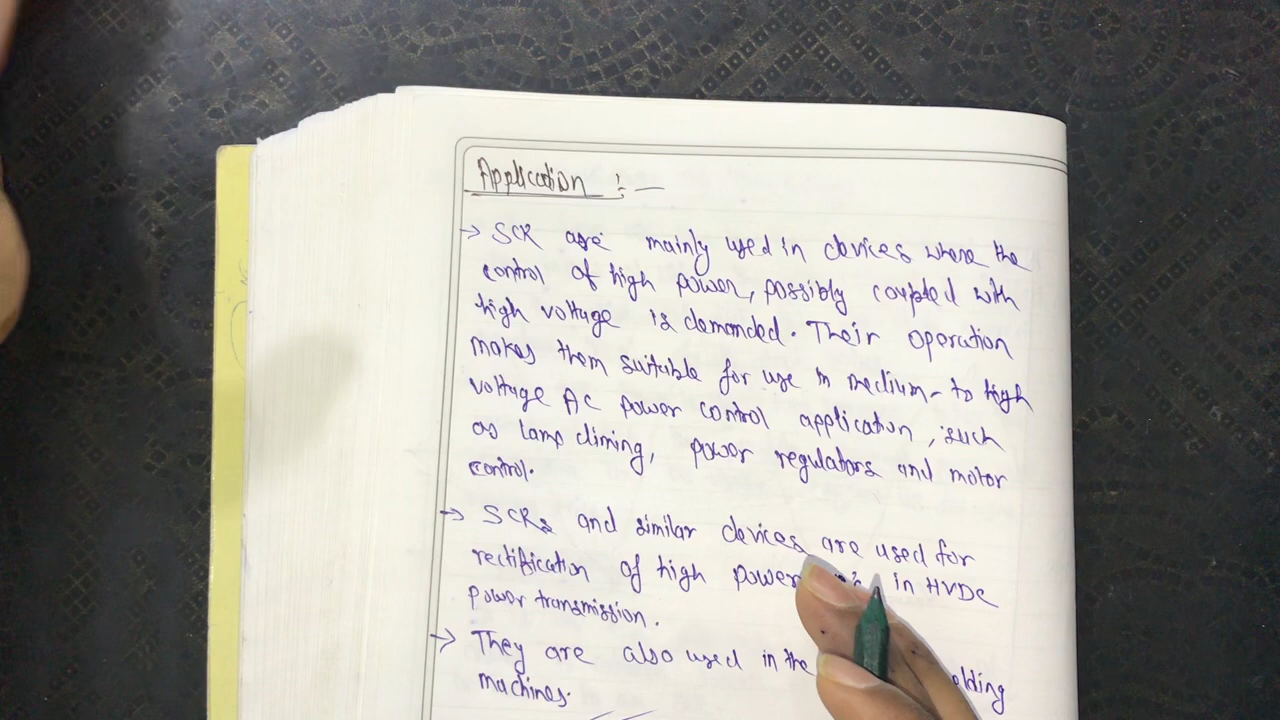 Application :-
→ SCR are mainly used in devices where the
control of high power, possibly coupled with
high voltage is demanded. Their operation
makes them suitable for use in medium- to high
voltage AC power control application, such
as lamp diming, power regulators and motor
control.
→ SCRs and similar devices are used for
rectification of high power in HVDC
power transmission.
→ They are also used in the elding
machines.